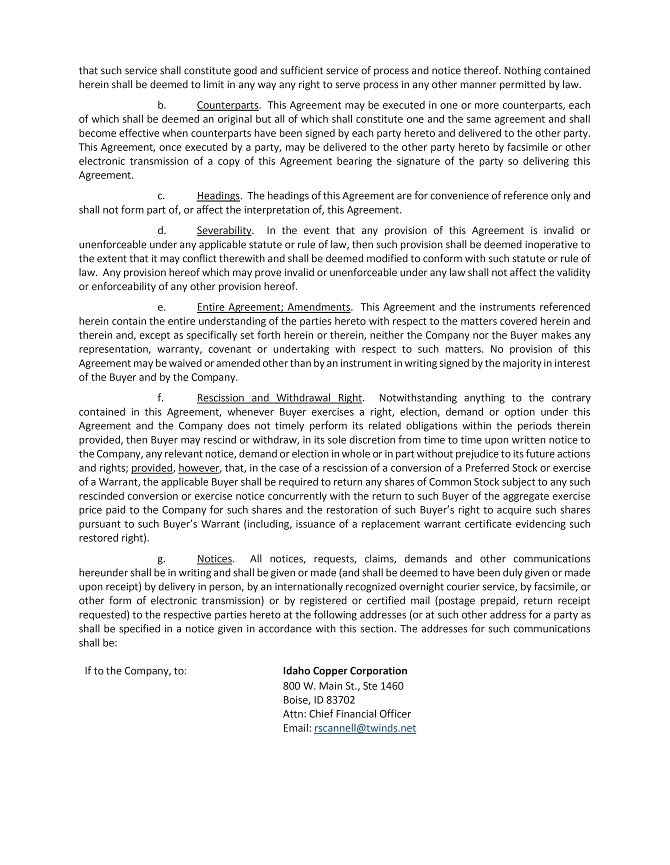 that such service shall constitute good and sufficient service of process and notice thereof. Nothing contained
herein shall be deemed to limit in any way any right to serve process in any other manner permitted by law.
b. Counterparts. This Agreement may be executed in one or more counterparts, each
of which shall be deemed an original but all of which shall constitute one and the same agreement and shall
become effective when counterparts have been signed by each party hereto and delivered to the other party.
This Agreement, once executed by a party, may be delivered to the other party hereto by facsimile or other
electronic transmission of a copy of this Agreement bearing the signature of the party so delivering this
Agreement.
c. Headings. The headings of this Agreement are for convenience of reference only and
shall not form part of, or affect the interpretation of, this Agreement.
d. Severability. In the event that any provision of this Agreement is invalid or
unenforceable under any applicable statute or rule of law, then such provision shall be deemed inoperative to
the extent that it may conflict therewith and shall be deemed modified to conform with such statute or rule of
law. Any provision hereof which may prove invalid or unenforceable under any law shall not affect the validity
or enforceability of any other provision hereof.
e. Entire Agreement; Amendments. This Agreement and the instruments referenced
herein contain the entire understanding of the parties hereto with respect to the matters covered herein and
therein and, except as specifically set forth herein or therein, neither the Company nor the Buyer makes any
representation, warranty, covenant or undertaking with respect to such matters. No provision of this
Agreement may be waived or amended other than by an instrument in writing signed by the majority in interest
of the Buyer and by the Company.
f. Rescission and Withdrawal Right. Notwithstanding anything to the contrary
contained in this Agreement, whenever Buyer exercises a right, election, demand or option under this
Agreement and the Company does not timely perform its related obligations within the periods therein
provided, then Buyer may rescind or withdraw, in its sole discretion from time to time upon written notice to
the Company, any relevant notice, demand or election in whole or in part without prejudice to its future actions
and rights; provided, however, that, in the case of a rescission of a conversion of a Preferred Stock or exercise
of a Warrant, the applicable Buyer shall be required to return any shares of Common Stock subject to any such
rescinded conversion or exercise notice concurrently with the return to such Buyer of the aggregate exercise
price paid to the Company for such shares and the restoration of such Buyer's right to acquire such shares
pursuant to such Buyer's Warrant (including, issuance of a replacement warrant certificate evidencing such
restored right).
g. Notices. All notices, requests, claims, demands and other communications
hereunder shall be in writing and shall be given or made (and shall be deemed to have been duly given or made
upon receipt) by delivery in person, by an internationally recognized overnight courier service, by facsimile, or
other form of electronic transmission) or by registered or certified mail (postage prepaid, return receipt
requested) to the respective parties hereto at the following addresses (or at such other address for a party as
shall be specified in a notice given in accordance with this section. The addresses for such communications
shall be:
If to the Company, to: Idaho Copper Corporation
800 W. Main St., Ste 1460
Boise, ID 83702
Attn: Chief Financial Officer
Email: rscannell@twinds.net